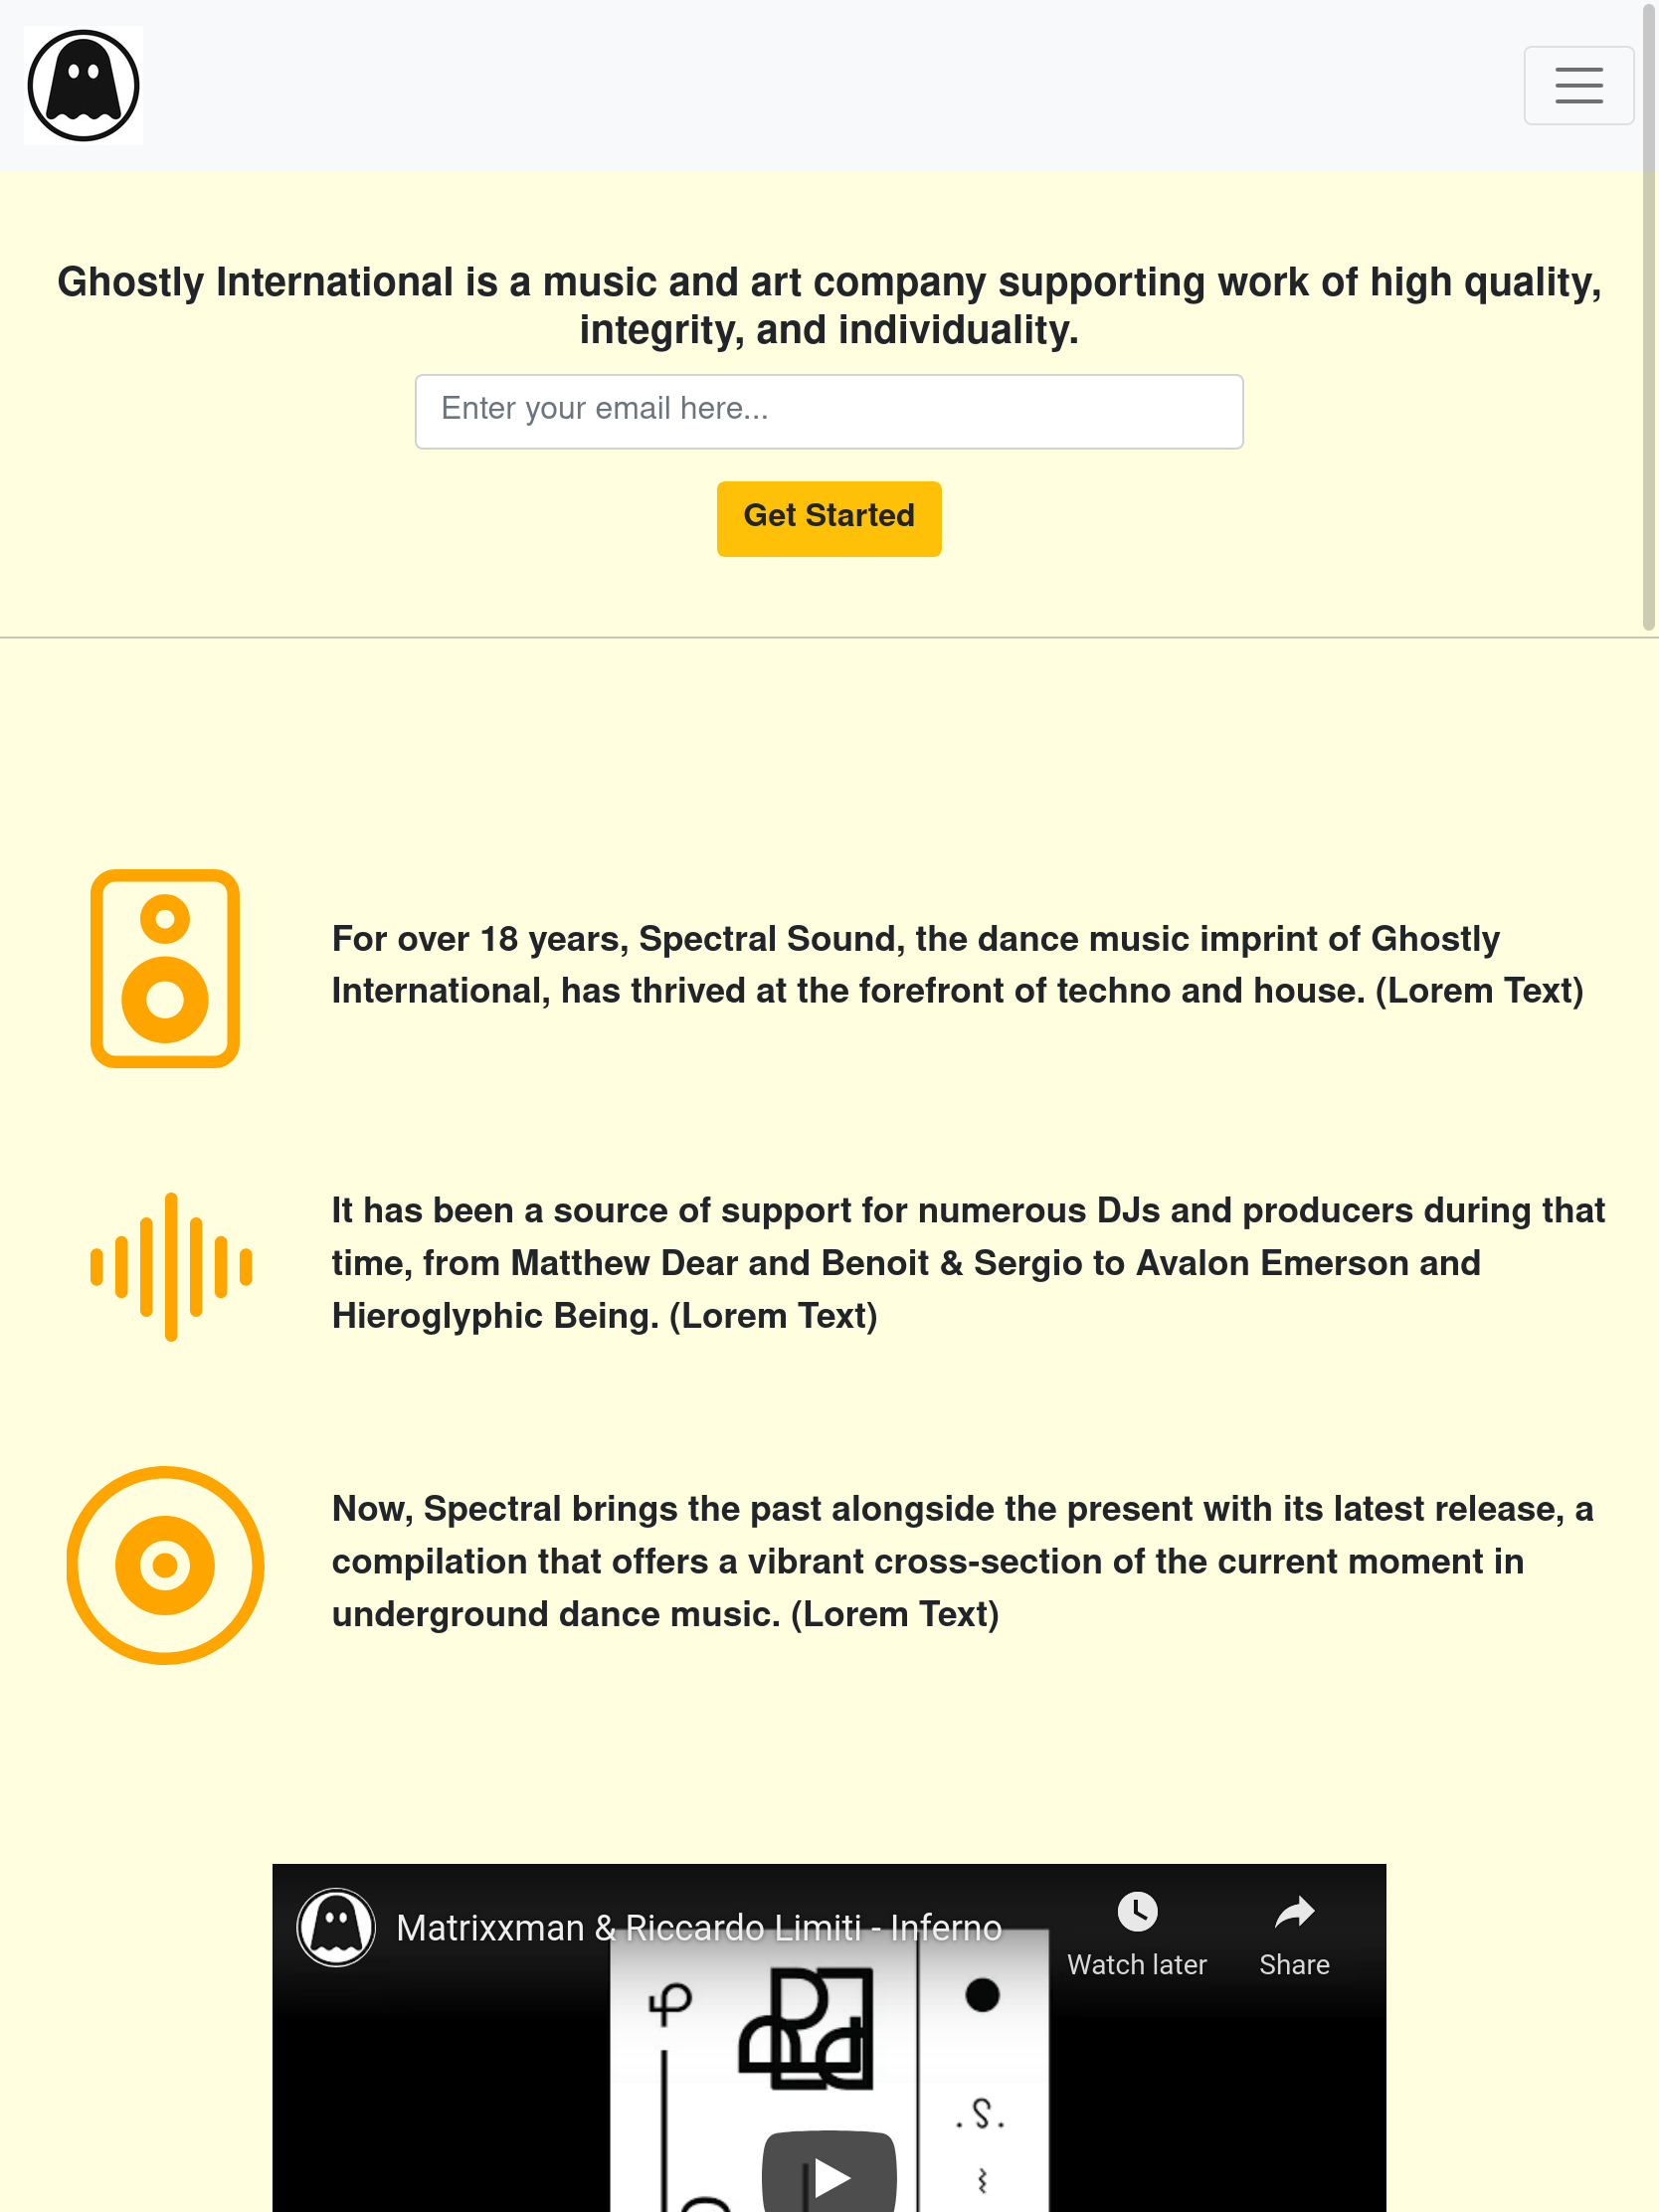 Ghostly International is a music and art company supporting work of high quality,
integrity, and individuality.
Enter your email here...
Get Started
For over 18 years, Spectral Sound, the dance music imprint of Ghostly
International, has thrived at the forefront of techno and house. (Lorem Text)
It has been a source of support for numerous DJs and producers during that
time, from Matthew Dear and Benoit & Sergio to Avalon Emerson and
Hieroglyphic Being. (Lorem Text)
Now, Spectral brings the past alongside the present with its latest release, a
compilation that offers a vibrant cross-section of the current moment in
underground dance music. (Lorem Text)
Matrixxman & Riccardo Limiti - Inferno
Watch later
Share